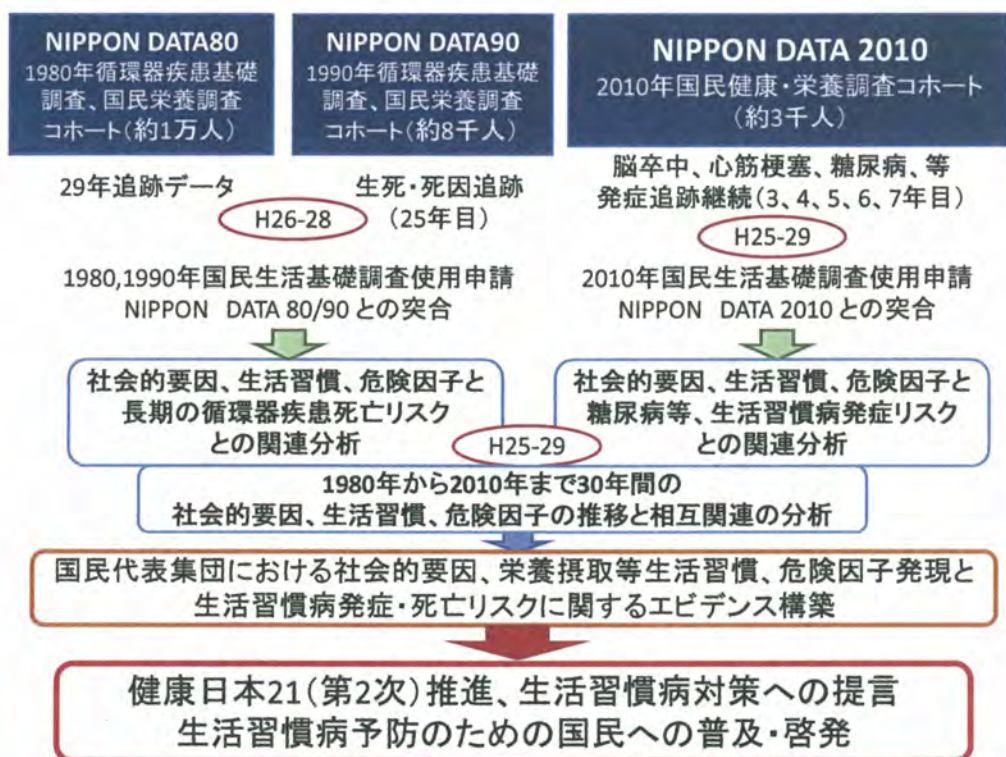 NIPPON DATA80
1980年循環器疾患基礎
調査、国民栄養調査
コホート(約1万人)
NIPPON DATA90
1990年循環器疾患基礎
調査、国民栄養調査
コホート(約8千人)
NIPPON DATA 2010
2010年国民健康・栄養調査コホート
(約3千人)
29年追跡データ
生死・死因追跡
(25年目)
H26-28
脳卒中、心筋梗塞、糖尿病、等
発症追跡継続(3、4、5、6、7年目)
H25-29
1980,1990年国民生活基礎調査使用申請
NIPPON DATA 80/90 との突合
2010年国民生活基礎調査使用申請
NIPPON DATA 2010 との突合
社会的要因、生活習慣、危険因子と
長期の循環器疾患死亡リスク
との関連分析
社会的要因、生活習慣、危険因子と
糖尿病等、生活習慣病発症リスク
との関連分析
H25-29
1980年から2010年まで30年間の
社会的要因、生活習慣、危険因子の推移と相互関連の分析
国民代表集団における社会的要因、栄養摂取等生活習慣、危険因子発現と
生活習慣病発症・死亡リスクに関するエビデンス構築
健康日本21(第2次)推進、生活習慣病対策への提言
生活習慣病予防のための国民への普及・啓発